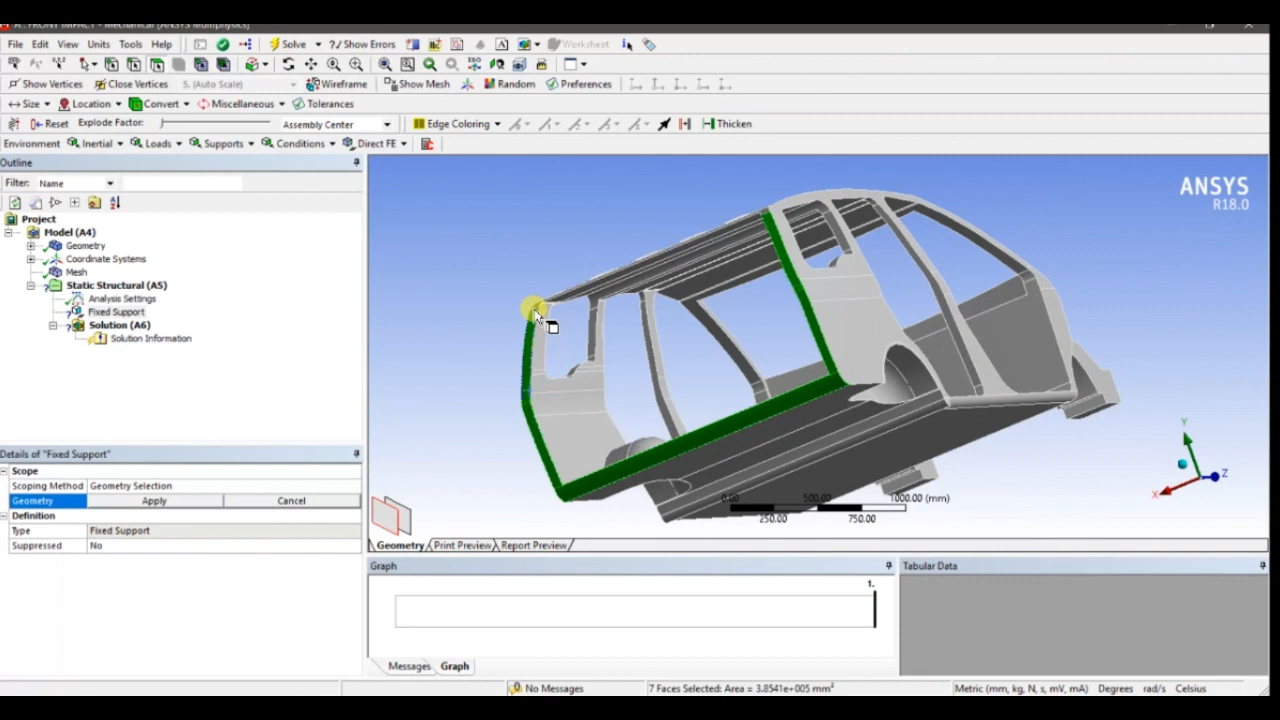 A : FRONT IMPACT - Mechanical [ANSYS Multiphysics]
File Edit View Units Tools Help Solve ?/ Show Errors Worksheet
Show Vertices Close Vertices 5. (Auto Scale) Wireframe Show Mesh Random Preferences
Size Location Convert Miscellaneous Tolerances
Reset Explode Factor: Assembly Center Edge Coloring Thicken
Environment Inertial Loads Supports Conditions Direct FE
Outline
Filter: Name
Project
Model (A4)
Geometry
Coordinate Systems
Mesh
Static Structural (A5)
Analysis Settings
Fixed Support
Solution (A6)
Solution Information
Details of "Fixed Support"
Scope
Scoping Method Geometry Selection
Geometry Apply Cancel
Definition
Type Fixed Support
Suppressed No
ANSYS
R18.0
Y
Z
X
0.00 500.00 1000.00 (mm)
250.00 750.00
Geometry Print Preview Report Preview
Graph
1.
Messages Graph
Tabular Data
No Messages 7 Faces Selected: Area = 3.8541e+005 mm² Metric (mm, kg, N, s, mV, mA) Degrees rad/s Celsius